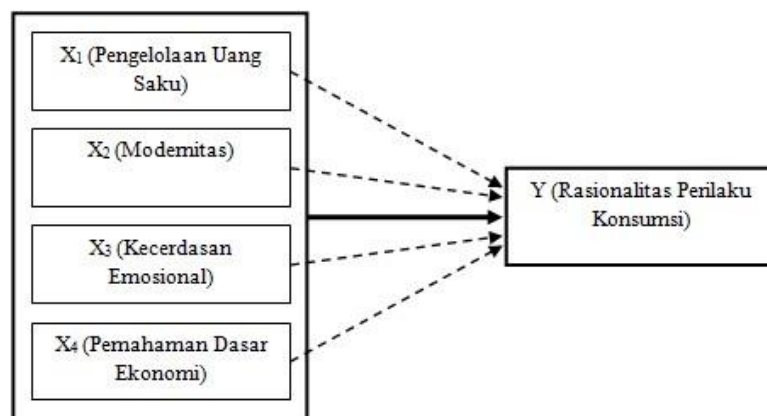 X₁ (Pengelolaan Uang
Saku)
X₂ (Modernitas)
X₃ (Kecerdasan
Emosional)
X₄ (Pemahaman Dasar
Ekonomi)
Y (Rasionalitas Perilaku
Konsumsi)